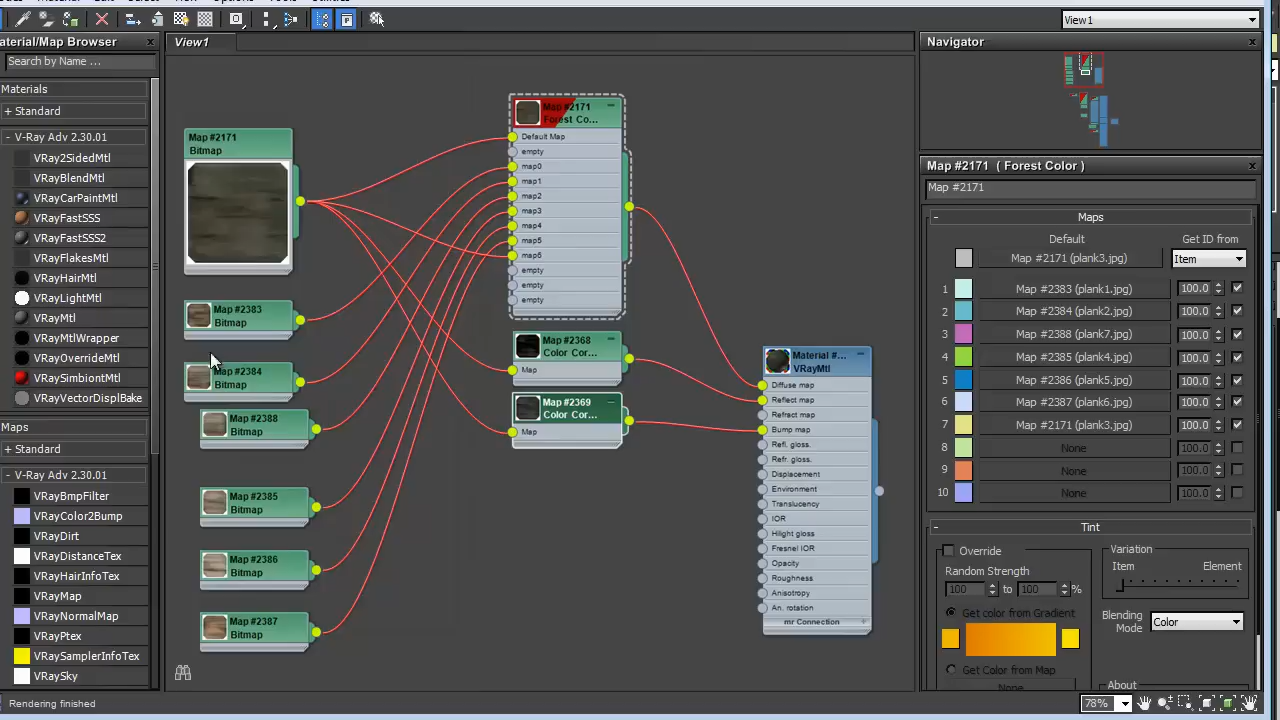 View1
Material/Map Browser
Search by Name ...
Materials
+ Standard
- V-Ray Adv 2.30.01
VRay2SidedMtl
VRayBlendMtl
VRayCarPaintMtl
VRayFastSSS
VRayFastSSS2
VRayFlakesMtl
VRayHairMtl
VRayLightMtl
VRayMtl
VRayMtlWrapper
VRayOverrideMtl
VRaySimbiontMtl
VRayVectorDisplBake
Maps
+ Standard
- V-Ray Adv 2.30.01
VRayBmpFilter
VRayColor2Bump
VRayDirt
VRayDistanceTex
VRayHairInfoTex
VRayMap
VRayNormalMap
VRayPtex
VRaySamplerInfoTex
VRaySky
Rendering finished
View1
Map #2171
Bitmap
Map #2383
Bitmap
Map #2384
Bitmap
Map #2388
Bitmap
Map #2385
Bitmap
Map #2386
Bitmap
Map #2387
Bitmap
Map #2171
Forest Co...
Default Map
empty
map0
map1
map2
map3
map4
map5
map6
empty
empty
empty
Map #2368
Color Cor...
Map
Map #2369
Color Cor...
Map
Material #...
VRayMtl
Diffuse map
Reflect map
Refract map
Bump map
Refl. gloss.
Refr. gloss.
Displacement
Environment
Translucency
IOR
Hilight gloss
Fresnel IOR
Opacity
Roughness
Anisotropy
An. rotation
mr Connection +
Navigator
Map #2171 ( Forest Color )
Map #2171
- Maps
Default Get ID from
Map #2171 (plank3.jpg) Item
1 Map #2383 (plank1.jpg) 100.0
2 Map #2384 (plank2.jpg) 100.0
3 Map #2388 (plank7.jpg) 100.0
4 Map #2385 (plank4.jpg) 100.0
5 Map #2386 (plank5.jpg) 100.0
6 Map #2387 (plank6.jpg) 100.0
7 Map #2171 (plank3.jpg) 100.0
8 None 100.0
9 None 100.0
10 None 100.0
- Tint
Override
Random Strength
100 to 100 %
Get color from Gradient
Get Color from Map
None
Variation
Item Element
Blending
Mode
Color
About
78%